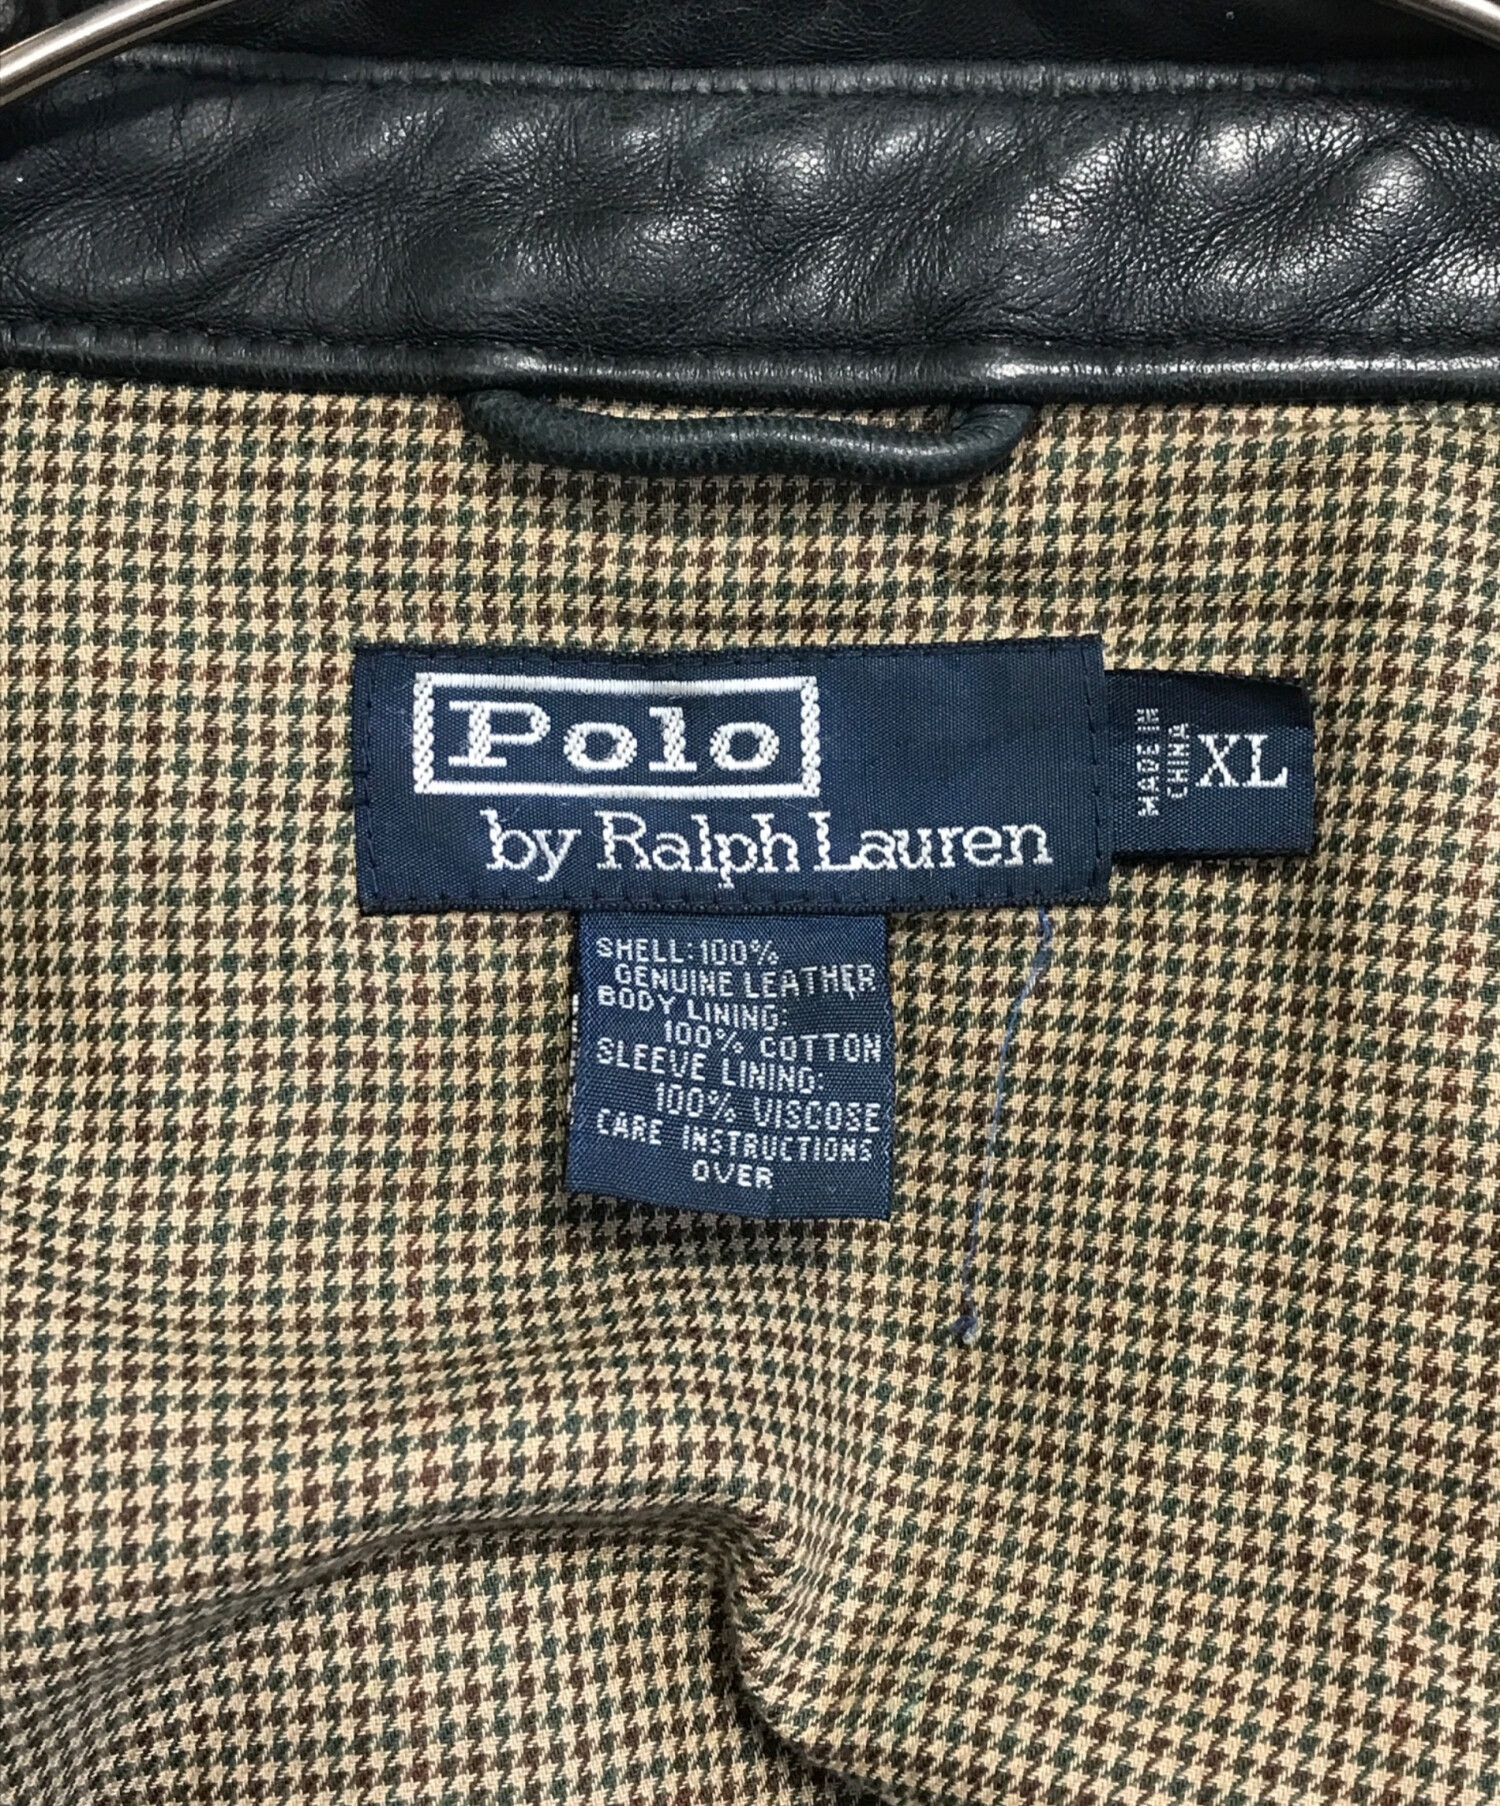 Polo
by Ralph Lauren
MADE IN
CHINA
XL
SHELL: 100%
GENUINE LEATHER
BODY LINING:
100% COTTON
SLEEVE LINING:
100% VISCOSE
CARE INSTRUCTIONS
OVER